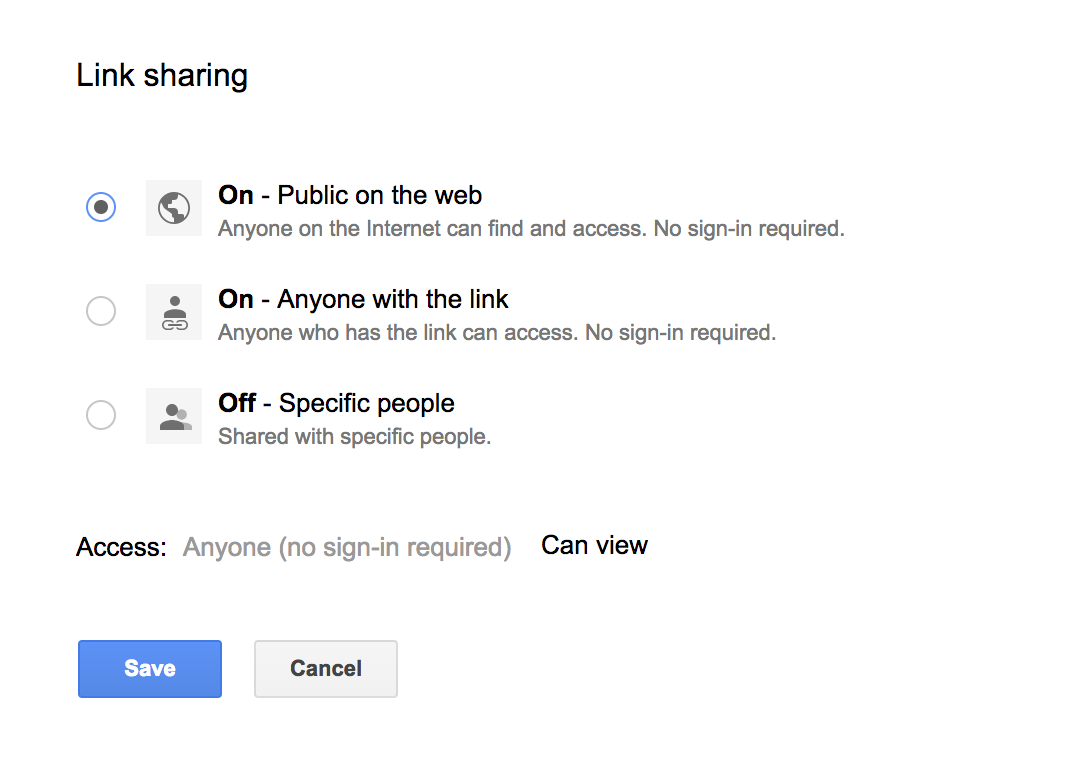 Link sharing
On - Public on the web
Anyone on the Internet can find and access. No sign-in required.
On - Anyone with the link
Anyone who has the link can access. No sign-in required.
Off - Specific people
Shared with specific people.
Access: Anyone (no sign-in required) Can view
Save Cancel